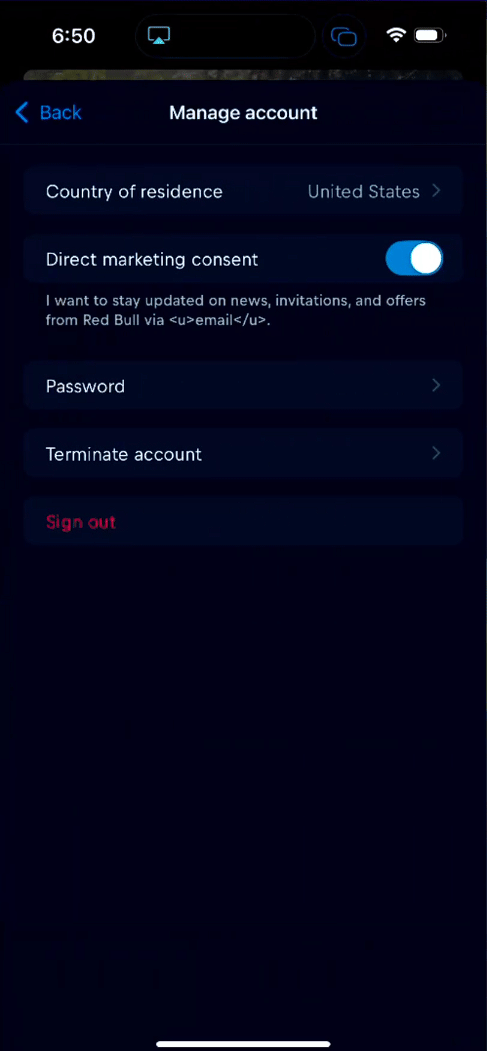 6:50
Back
Manage account
Country of residence United States
Direct marketing consent
I want to stay updated on news, invitations, and offers
from Red Bull via <u>email</u>.
Password
Terminate account
Sign out